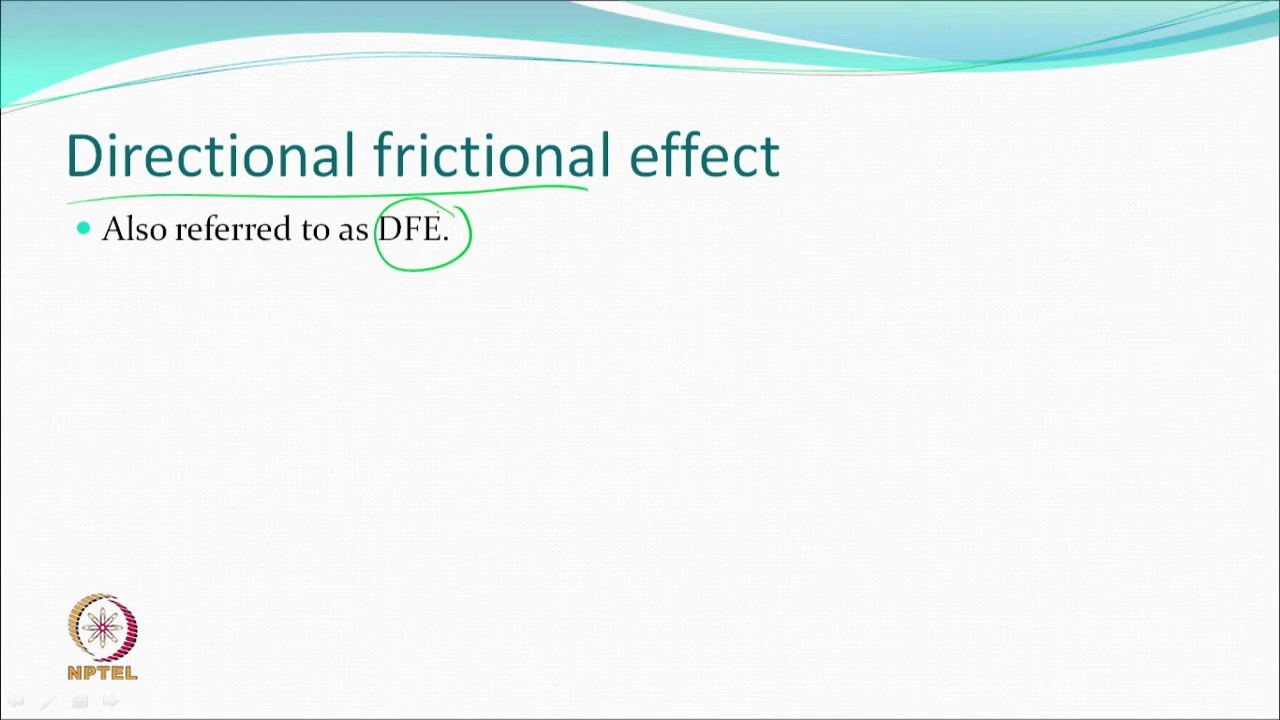 Directional frictional effect
Also referred to as DFE.
NPTEL